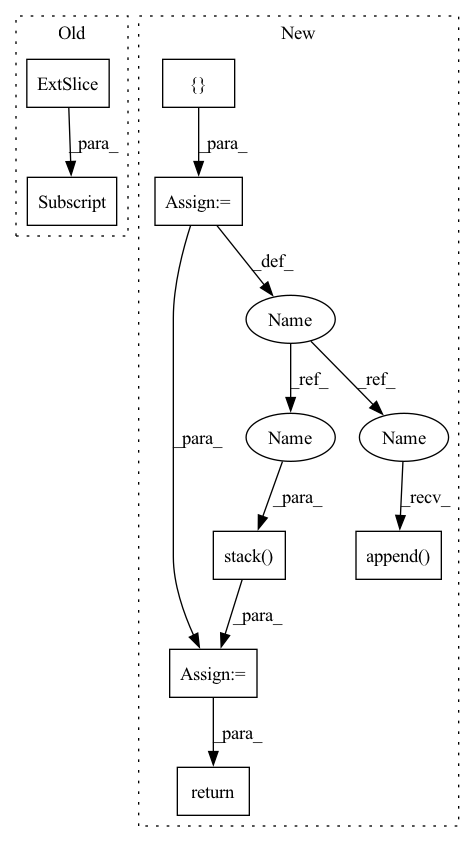 Old
New
ExtSlice
{}
_para_
_para_
Subscript
Assign:=
_def_
Name
_ref_
_ref_
_para_
Name
Name
_para_
_recv_
stack()
append()
_para_
Assign:=
_para_
return